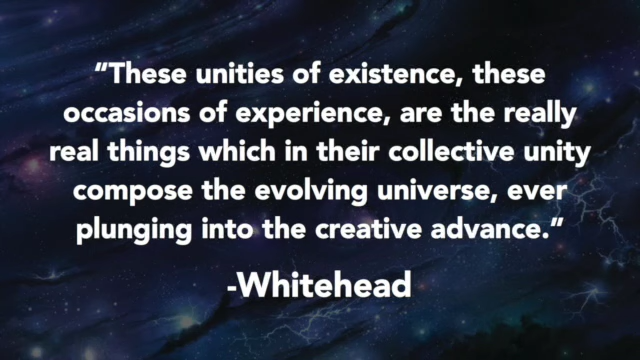 “These unities of existence, these
occasions of experience, are the really
real things which in their collective unity
compose the evolving universe, ever
plunging into the creative advance.”
-Whitehead